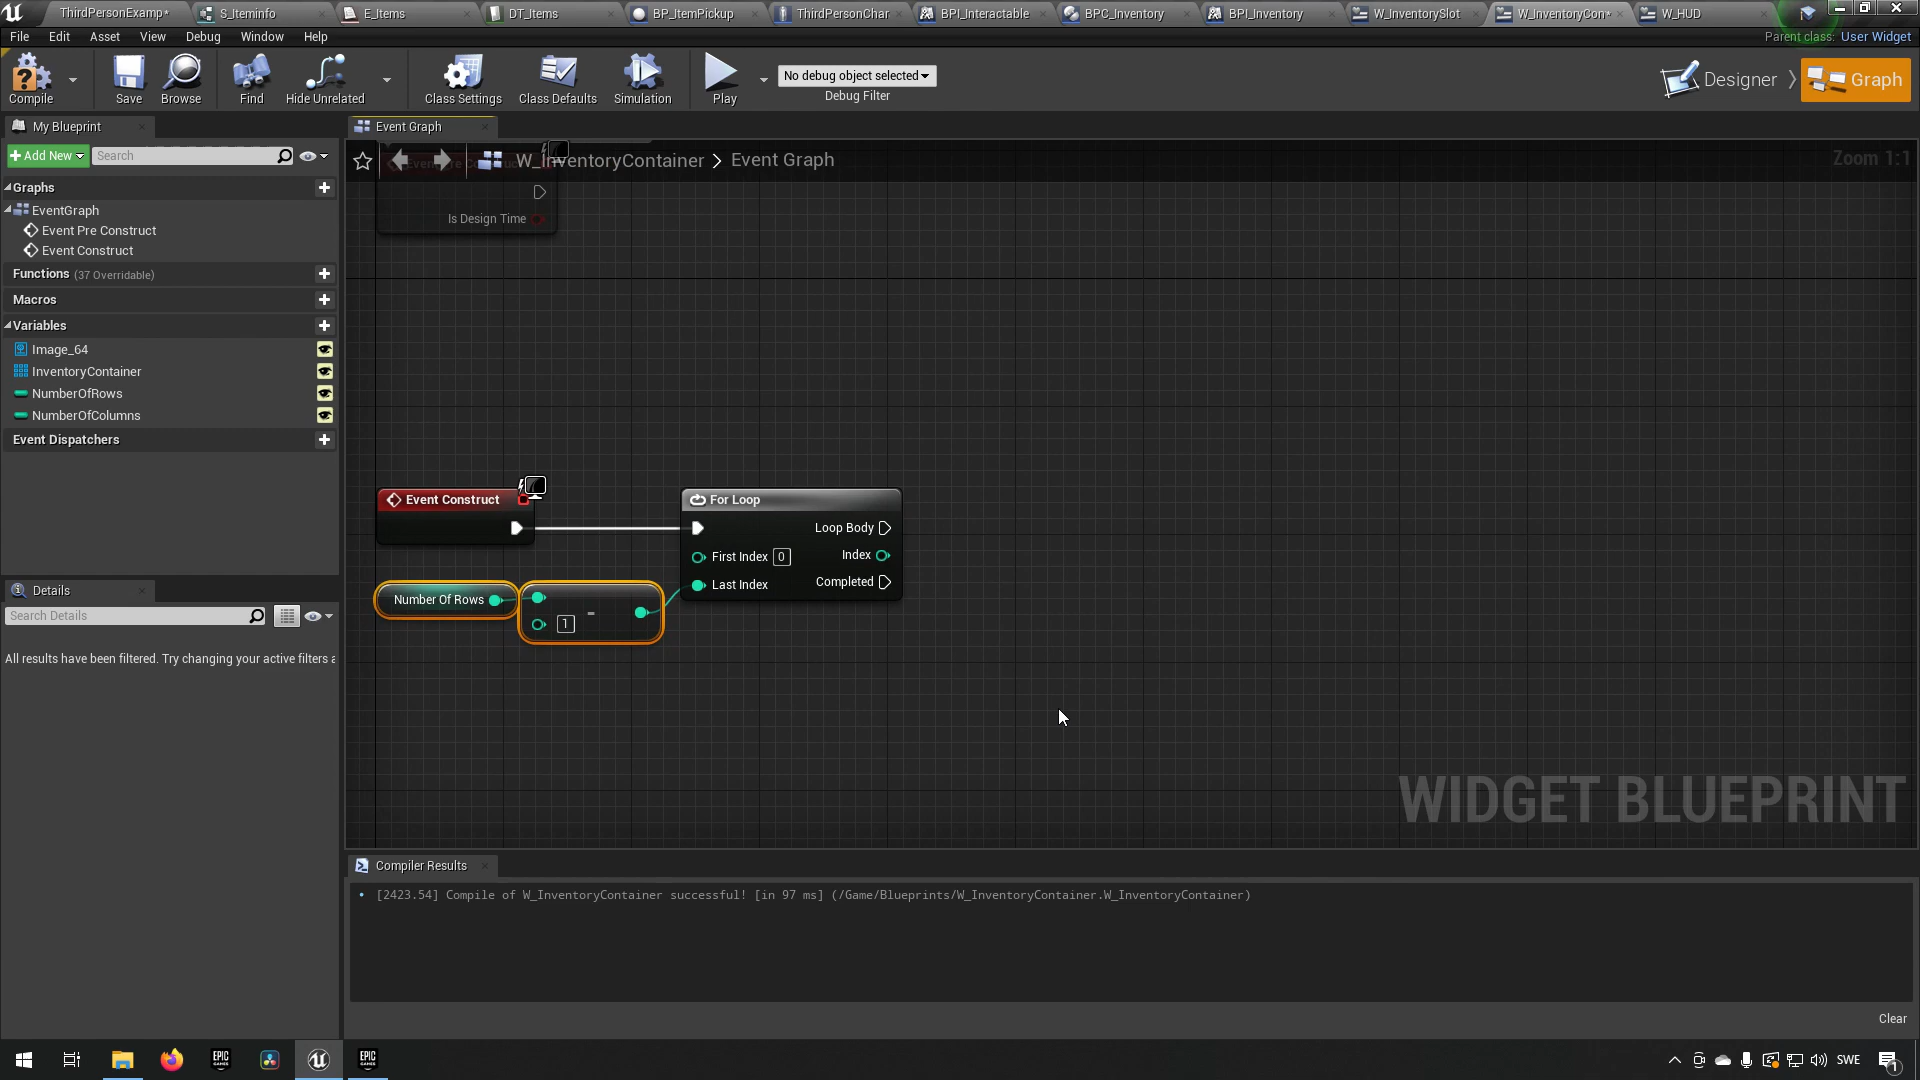 ThirdPersonExamp* S_Iteminfo E_Items DT_Items BP_ItemPickup ThirdPersonChar BPI_Interactable BPC_Inventory BPI_Inventory W_InventorySlot W_InventoryCon* W_HUD
File Edit Asset View Debug Window Help
Parent class: User Widget
Compile Save Browse Find Hide Unrelated Class Settings Class Defaults Simulation Play
No debug object selected
Debug Filter
Designer Graph
My Blueprint
Event Graph
+ Add New Search
W_InventoryContainer > Event Graph
Zoom 1:1
Graphs
EventGraph
Event Pre Construct
Event Construct
Functions (37 Overridable)
Macros
Variables
Image_64
InventoryContainer
NumberOfRows
NumberOfColumns
Event Dispatchers
Is Design Time
Event Construct
For Loop
Loop Body
First Index 0
Index
Last Index
Completed
Number Of Rows
-
1
Details
Search Details
All results have been filtered. Try changing your active filters a
WIDGET BLUEPRINT
Compiler Results
[2423.54] Compile of W_InventoryContainer successful! [in 97 ms] (/Game/Blueprints/W_InventoryContainer.W_InventoryContainer)
Clear
EPIC GAMES
EPIC GAMES
SWE
1